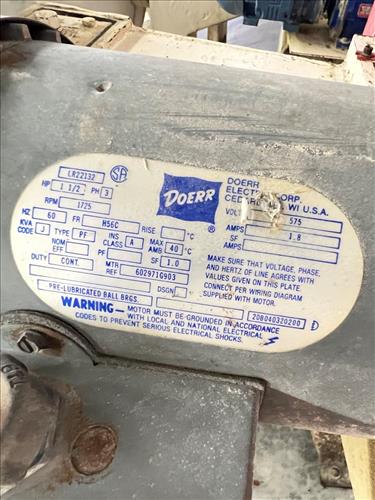 LR22132 SA
HP 1 1/2 PH 3
RPM 1725
HZ 60 FR M56C RISE °C
KVA CODE J TYPE PF INS CLASS A MAX AMB 40 °C
NOM EFF PF SF 1.0
DUTY CONT. MTR REF 602971G903
DSGN
PRE-LUBRICATED BALL BRGS.
DOERR ®
DOERR
ELECTRIC CORP.
WI U.S.A.
VOLTS 575
AMPS 1.8
SF AMPS
MAKE SURE THAT VOLTAGE, PHASE,
AND HERTZ OF LINE AGREES WITH
VALUES GIVEN ON THIS PLATE.
CONNECT PER WIRING DIAGRAM
SUPPLIED WITH MOTOR.
20B040320200 D
WARNING— MOTOR MUST BE GROUNDED IN ACCORDANCE
WITH LOCAL AND NATIONAL ELECTRICAL
CODES TO PREVENT SERIOUS ELECTRICAL SHOCKS.